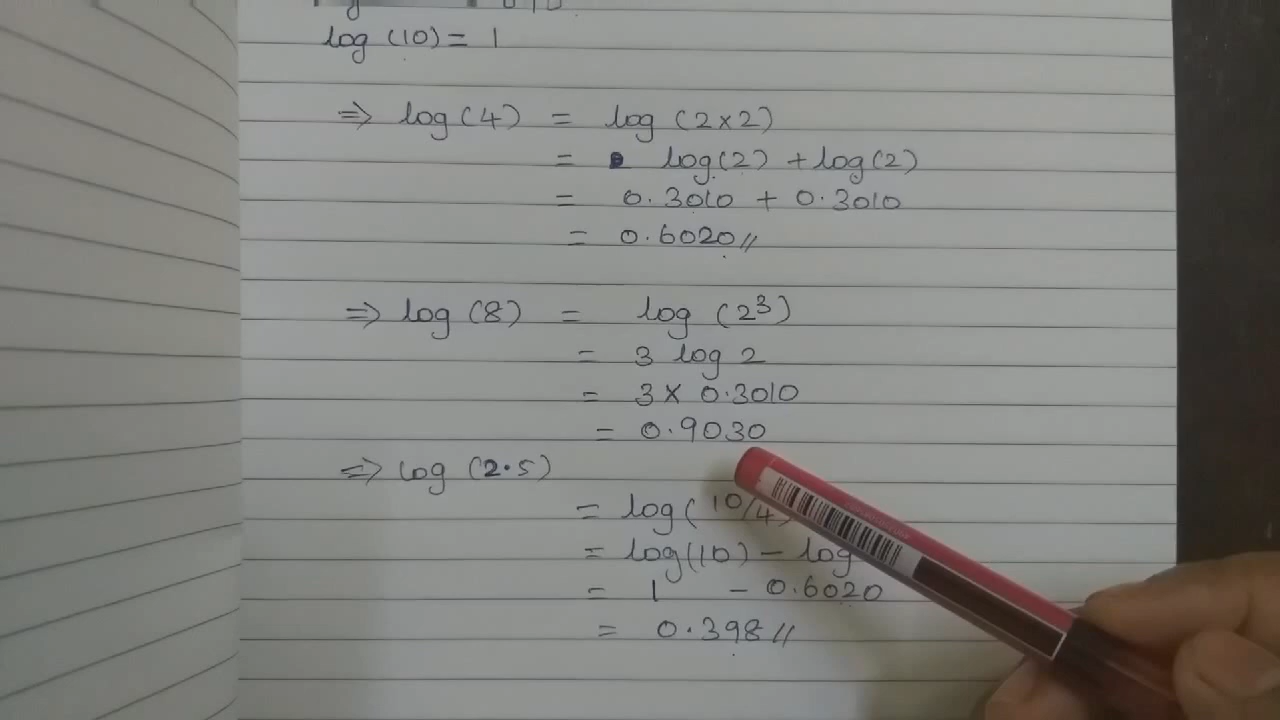 log (10) = 1
⇒ log (4) = log (2×2)
= log(2) + log(2)
= 0.3010 + 0.3010
= 0.6020 //
⇒ log (8) = log (2³)
= 3 log 2
= 3 × 0.3010
= 0.9030
⇒ log (2.5)
= log( 10/4
= log(10) – log
= 1 – 0.6020
= 0.398 //